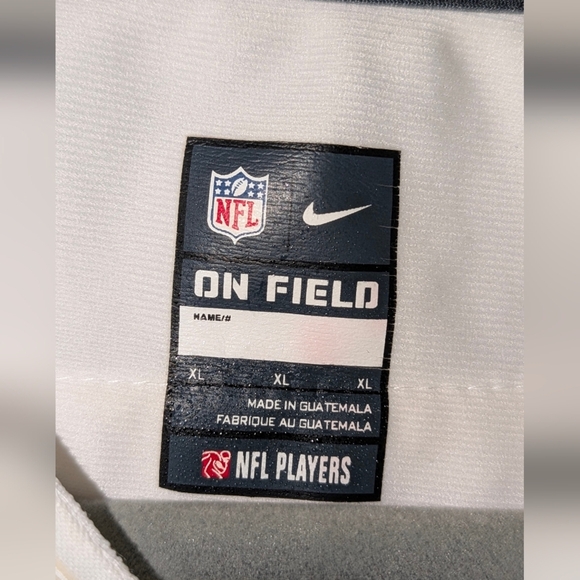 NFL
ON FIELD
NAME/#
XL XL XL
MADE IN GUATEMALA
FABRIQUE AU GUATEMALA
NFL PLAYERS